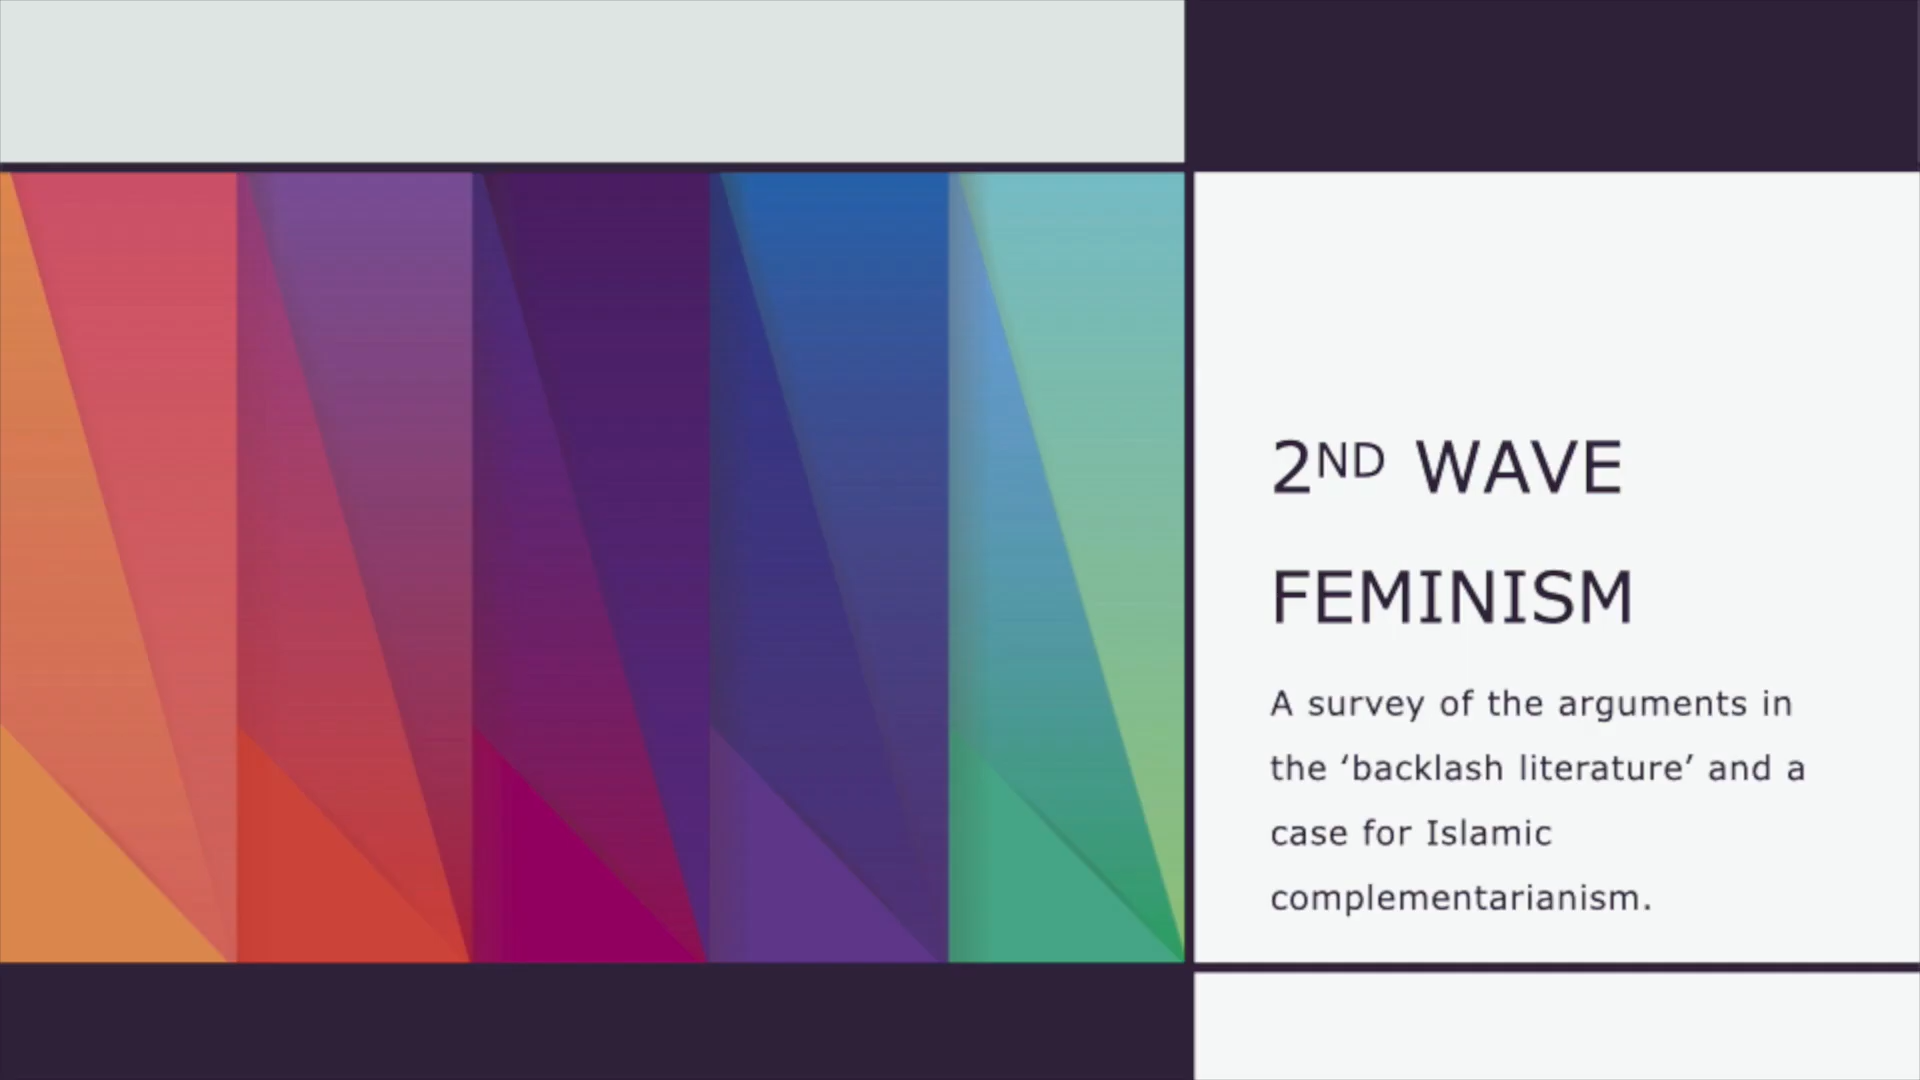 2ND WAVE
FEMINISM
A survey of the arguments in
the ‘backlash literature’ and a
case for Islamic
complementarianism.